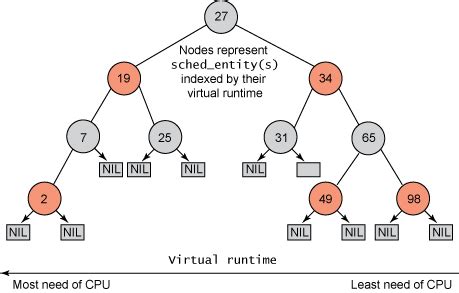 27
Nodes represent
sched_entity(s)
indexed by their
virtual runtime
19
34
7
25
31
65
NIL
NIL
NIL
NIL
2
49
98
NIL
NIL
NIL
NIL
NIL
NIL
Virtual runtime
Most need of CPU
Least need of CPU